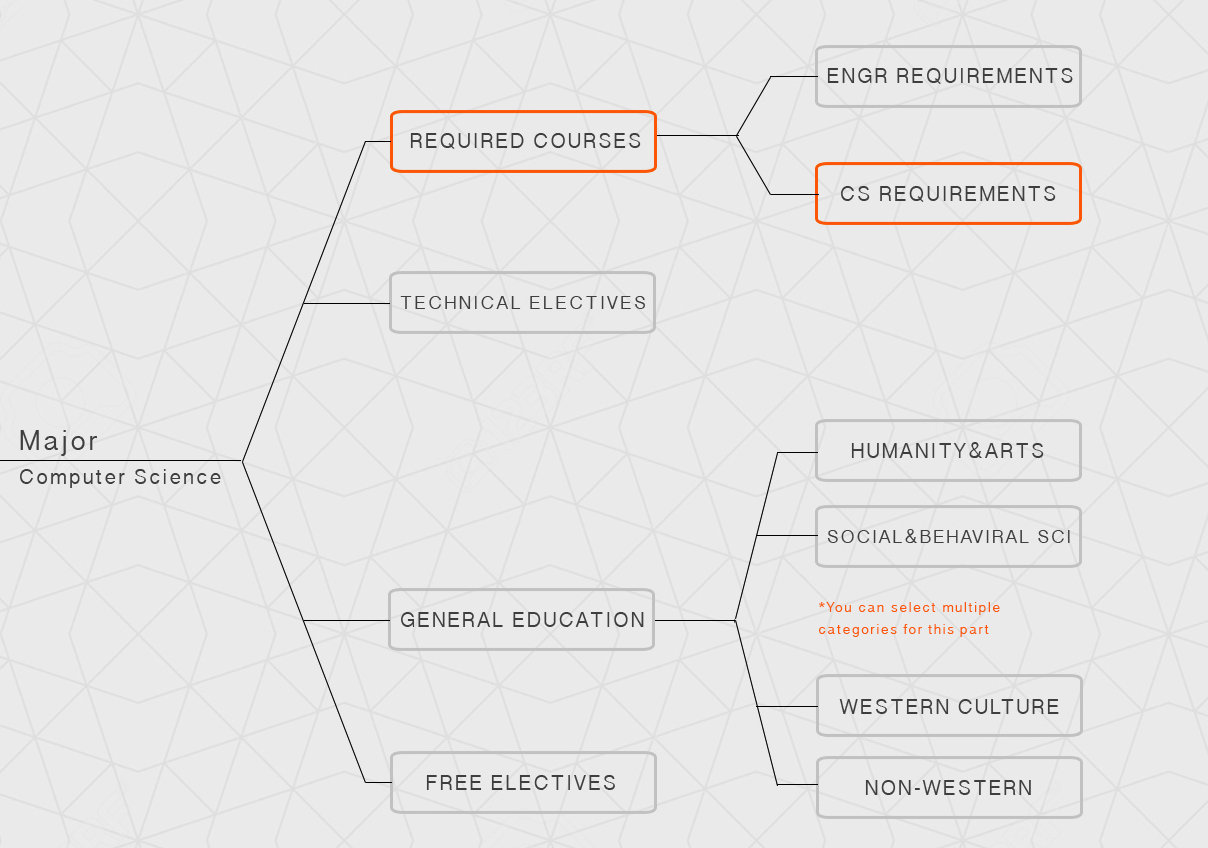 ENGR REQUIREMENTS
REQUIRED COURSES
CS REQUIREMENTS
TECHNICAL ELECTIVES
Major
Computer Science
HUMANITY&ARTS
SOCIAL&BEHAVIRAL SCI
*You can select multiple
categories for this part
GENERAL EDUCATION
WESTERN CULTURE
FREE ELECTIVES
NON-WESTERN